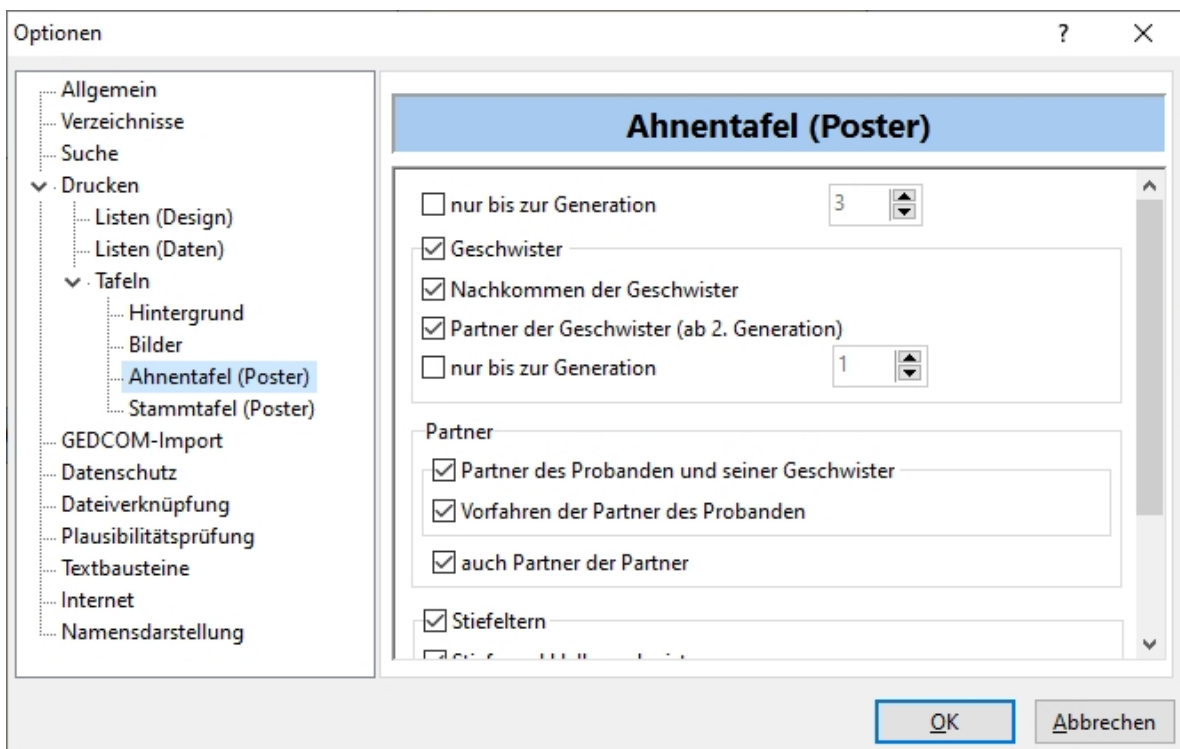 Optionen
?
Allgemein
Verzeichnisse
Suche
Drucken
Listen (Design)
Listen (Daten)
Tafeln
Hintergrund
Bilder
Ahnentafel (Poster)
Stammtafel (Poster)
GEDCOM-Import
Datenschutz
Dateiverknüpfung
Plausibilitätsprüfung
Textbausteine
Internet
Namensdarstellung
Ahnentafel (Poster)
nur bis zur Generation 3
Geschwister
Nachkommen der Geschwister
Partner der Geschwister (ab 2. Generation)
nur bis zur Generation 1
Partner
Partner des Probanden und seiner Geschwister
Vorfahren der Partner des Probanden
auch Partner der Partner
Stiefeltern
OK Abbrechen